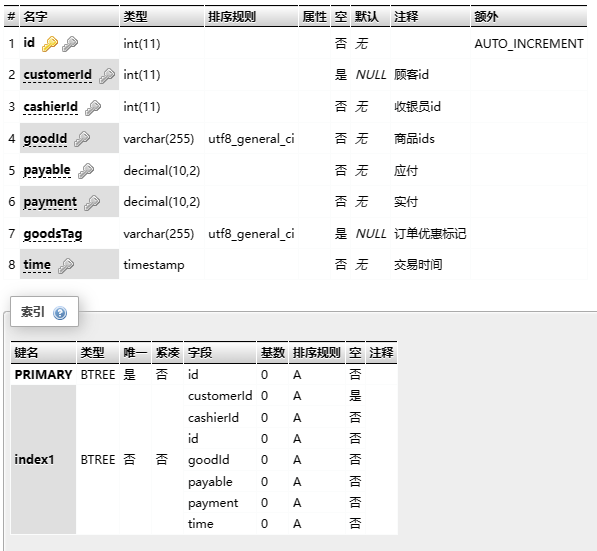 # 名字 类型 排序规则 属性 空 默认 注释 额外
1 id int(11) 否 无 AUTO_INCREMENT
2 customerId int(11) 是 NULL 顾客id
3 cashierId int(11) 否 无 收银员id
4 goodId varchar(255) utf8_general_ci 否 无 商品ids
5 payable decimal(10,2) 否 无 应付
6 payment decimal(10,2) 否 无 实付
7 goodsTag varchar(255) utf8_general_ci 是 NULL 订单优惠标记
8 time timestamp 否 无 交易时间
索引
键名 类型 唯一 紧凑 字段 基数 排序规则 空 注释
PRIMARY BTREE 是 否 id 0 A 否
customerId 0 A 是
cashierId 0 A 否
id 0 A 否
index1 BTREE 否 否 goodId 0 A 否
payable 0 A 否
payment 0 A 否
time 0 A 否